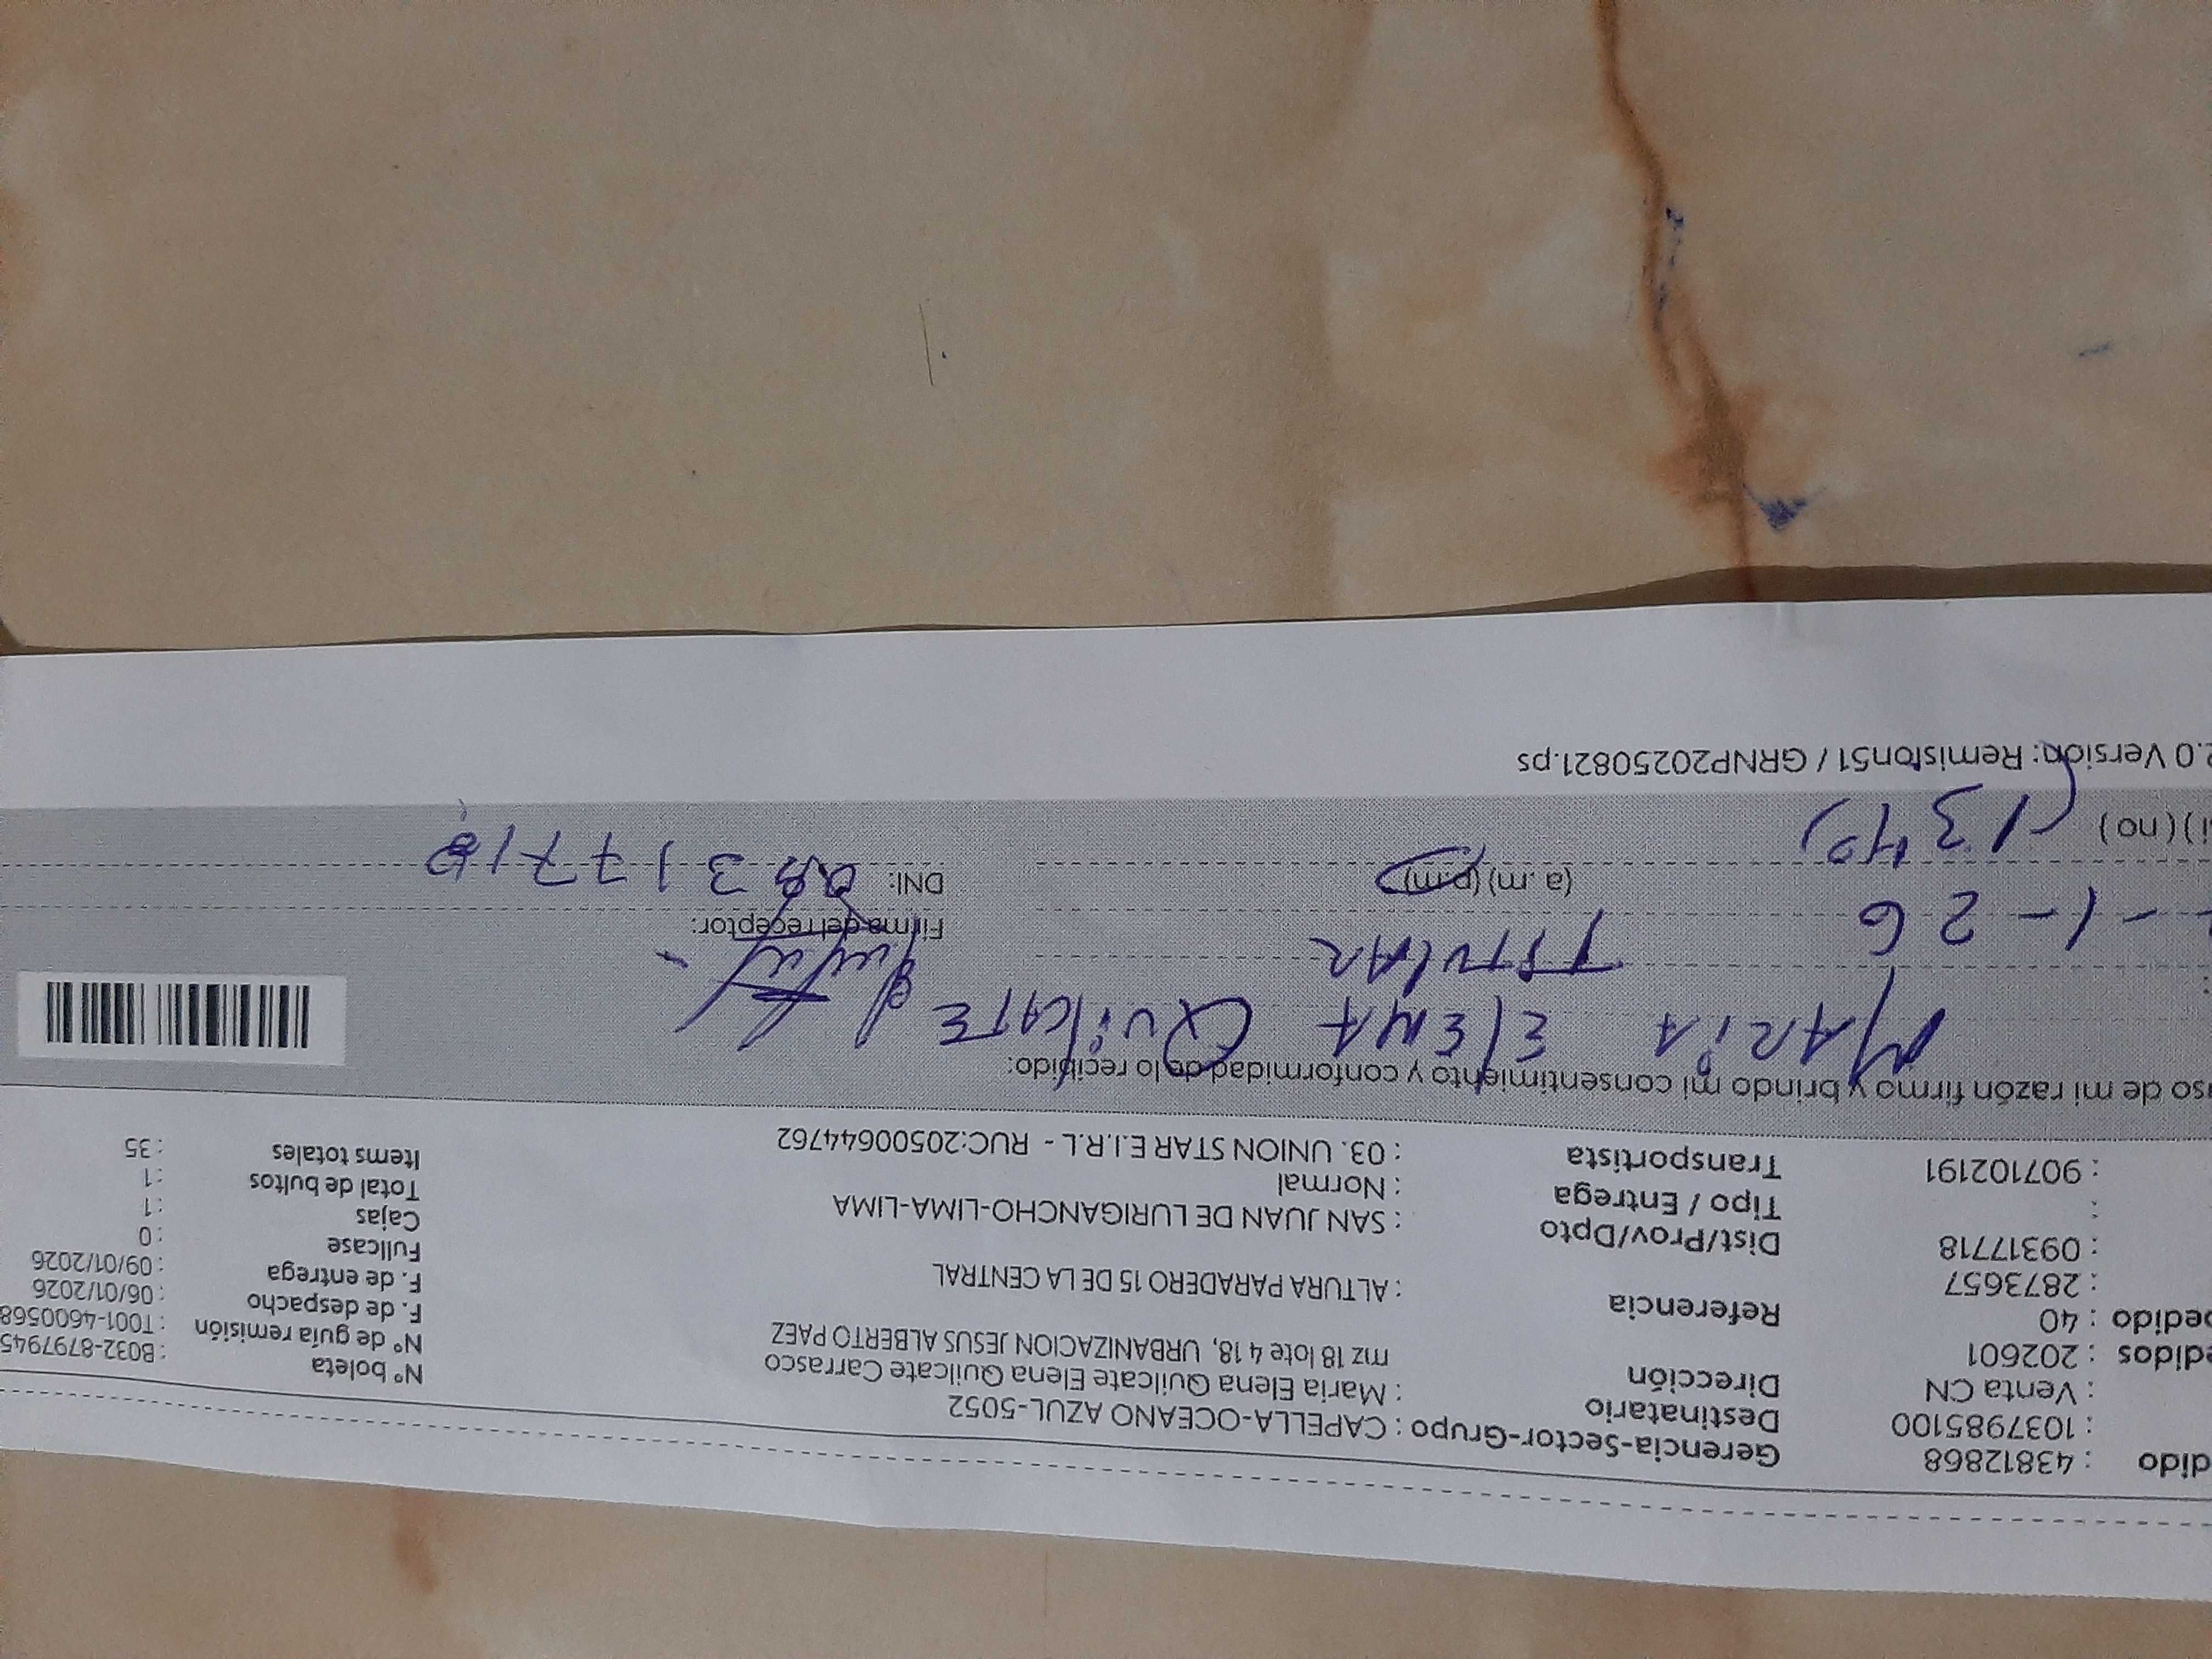 dido : 43812868 Gerencia-Sector-Grupo : CAPELLA-OCEANO AZUL-5052
: 1037985100 Destinatario : Maria Elena Quilcate Elena Quilcate Carrasco Nº boleta : B032-8797945
: Venta CN Dirección mz 18 lote 4 18, URBANIZACION JESUS ALBERTO PAEZ Nº de guía remisión : T001-4600568
edidos : 202601 F. de despacho : 06/01/2026
pedido : 40 Referencia : ALTURA PARADERO 15 DE LA CENTRAL F. de entrega : 09/01/2026
: 2873657 Fullcase : 0
: 09317718 Dist/Prov/Dpto : SAN JUAN DE LURIGANCHO-LIMA-LIMA Cajas : 1
: Tipo / Entrega : Normal Total de bultos : 1
: 907102191 Transportista : 03. UNION STAR E.I.R.L - RUC:20500644762 Items totales : 35
uso de mi razón firmo y brindo mi consentimiento y conformidad de lo recibido:
: MARiA ElENA QuilCATE
TITULAR
- 1 - 26 Firma del receptor:
(a.m) (p.m) DNI: 09317718
i) (no) (13 40)
2.0 Versión: Remision51 / GRNP20250821.ps